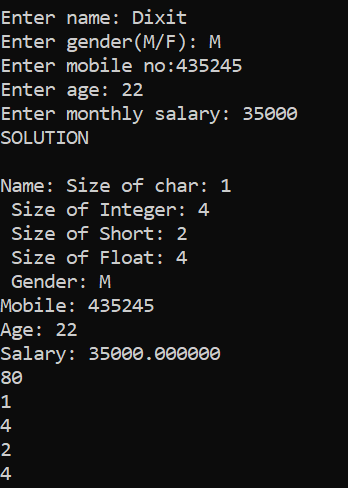 Enter name: Dixit
Enter gender(M/F): M
Enter mobile no:435245
Enter age: 22
Enter monthly salary: 35000
SOLUTION

Name: Size of char: 1
 Size of Integer: 4
 Size of Short: 2
 Size of Float: 4
 Gender: M
Mobile: 435245
Age: 22
Salary: 35000.000000
80
1
4
2
4